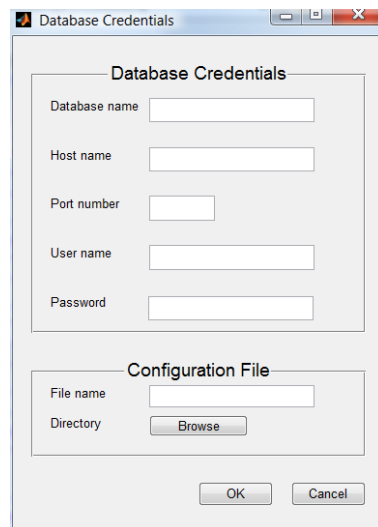 Database Credentials
Database Credentials
Database name
Host name
Port number
User name
Password
Configuration File
File name
Directory
Browse
OK
Cancel